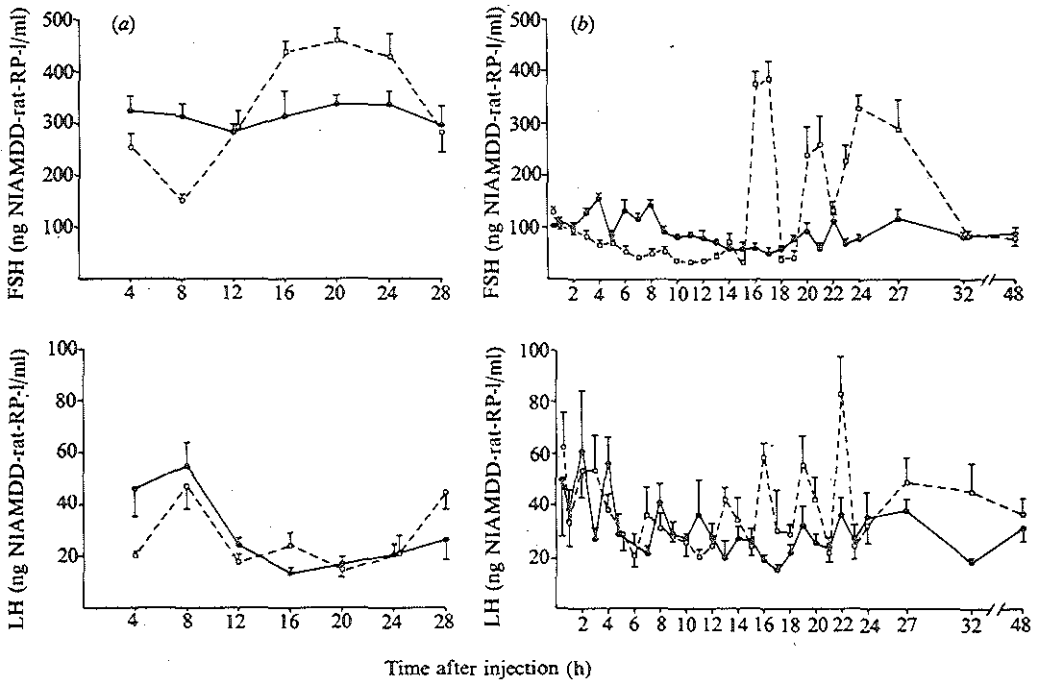 (a)
FSH (ng NIAMDD-rat-RP-1/ml)
500
400
300
200
100
4 8 12 16 20 24 28
(b)
FSH (ng NIAMDD-rat-RP-1/ml)
500
400
300
200
100
2 4 6 8 10 12 14 16 18 20 22 24 27 32 48
LH (ng NIAMDD-rat-RP-1/ml)
100
80
60
40
20
4 8 12 16 20 24 28
LH (ng NIAMDD-rat-RP-1/ml)
100
80
60
40
20
2 4 6 8 10 12 14 16 18 20 22 24 27 32 48
Time after injection (h)